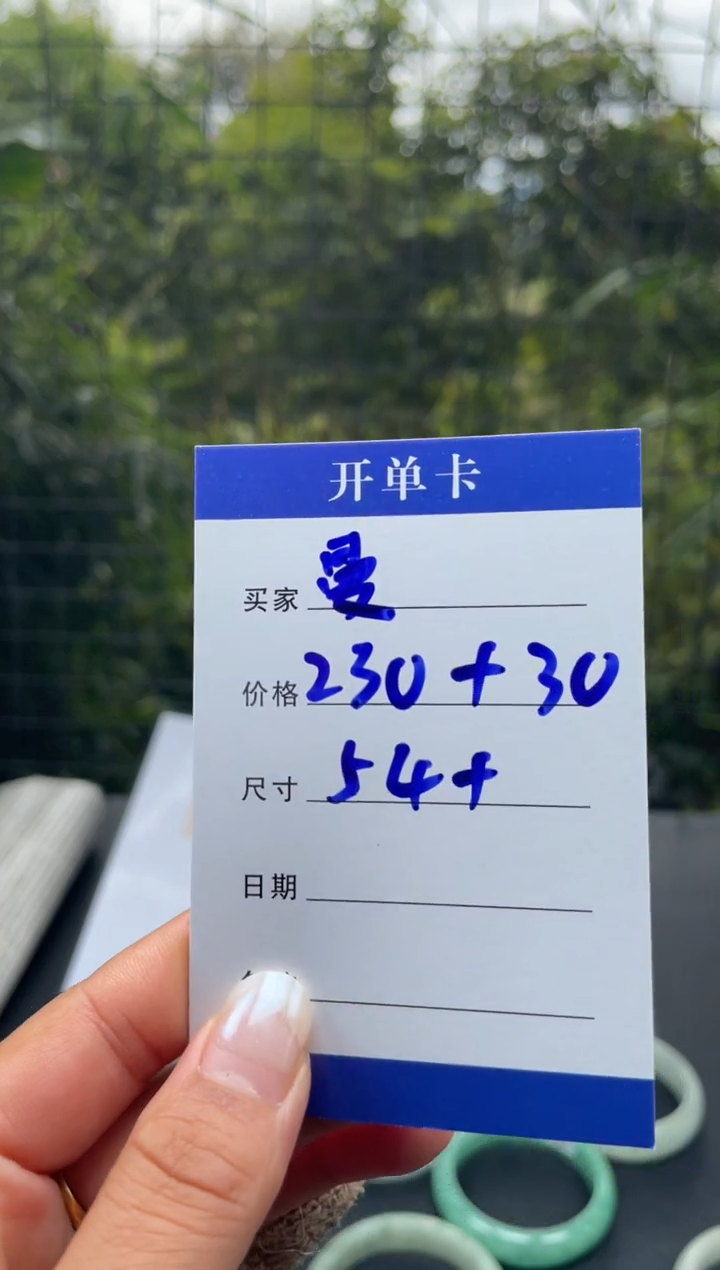 开单卡
买家 曼
价格 230+30
尺寸 54+
日期